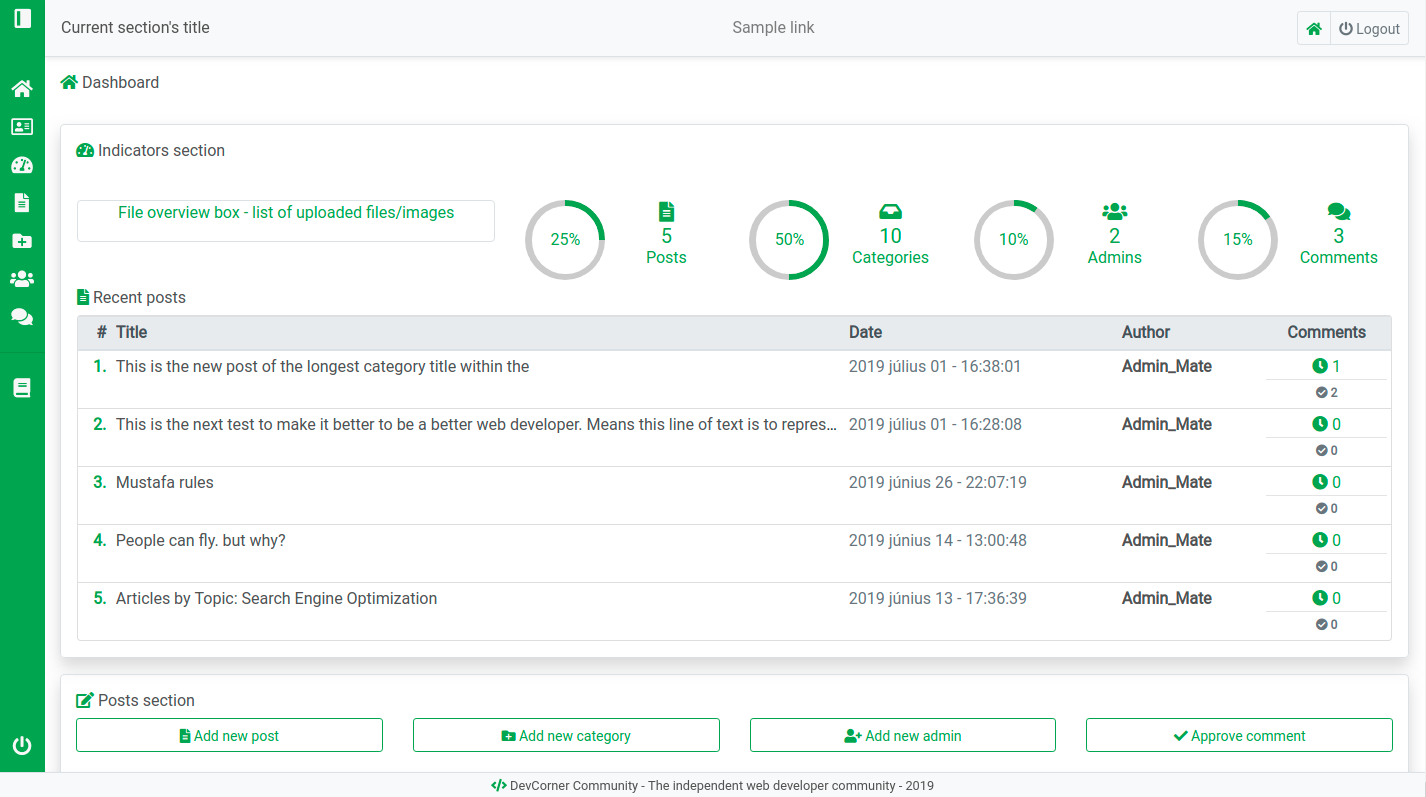 Current section's title Sample link Logout
Dashboard
Indicators section
File overview box - list of uploaded files/images
25%
5
Posts
50%
10
Categories
10%
2
Admins
15%
3
Comments
Recent posts
# Title Date Author Comments
1. This is the new post of the longest category title within the 2019 július 01 - 16:38:01 Admin_Mate 1
2
2. This is the next test to make it better to be a better web developer. Means this line of text is to repres... 2019 július 01 - 16:28:08 Admin_Mate 0
0
3. Mustafa rules 2019 június 26 - 22:07:19 Admin_Mate 0
0
4. People can fly. but why? 2019 június 14 - 13:00:48 Admin_Mate 0
0
5. Articles by Topic: Search Engine Optimization 2019 június 13 - 17:36:39 Admin_Mate 0
0
Posts section
Add new post Add new category Add new admin Approve comment
DevCorner Community - The independent web developer community - 2019